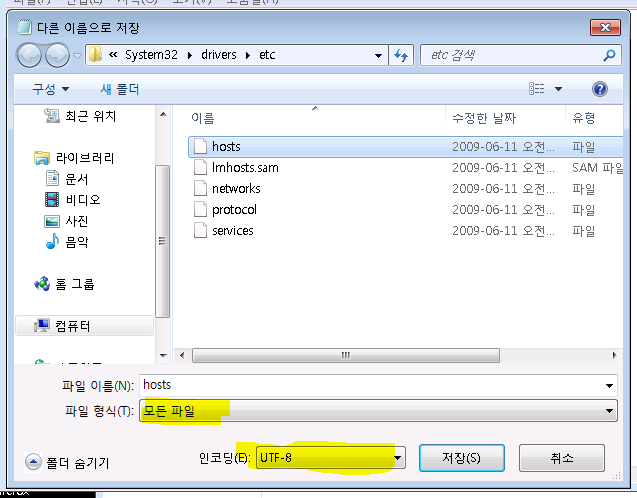 다른 이름으로 저장
« System32 ▸ drivers ▸ etc
etc 검색
구성 새 폴더
최근 위치
라이브러리
문서
비디오
사진
음악
홈 그룹
컴퓨터
이름 수정한 날짜 유형
hosts 2009-06-11 오전... 파일
lmhosts.sam 2009-06-11 오전... SAM 파일
networks 2009-06-11 오전... 파일
protocol 2009-06-11 오전... 파일
services 2009-06-11 오전... 파일
파일 이름(N): hosts
파일 형식(T): 모든 파일
폴더 숨기기
인코딩(E): UTF-8
저장(S)
취소